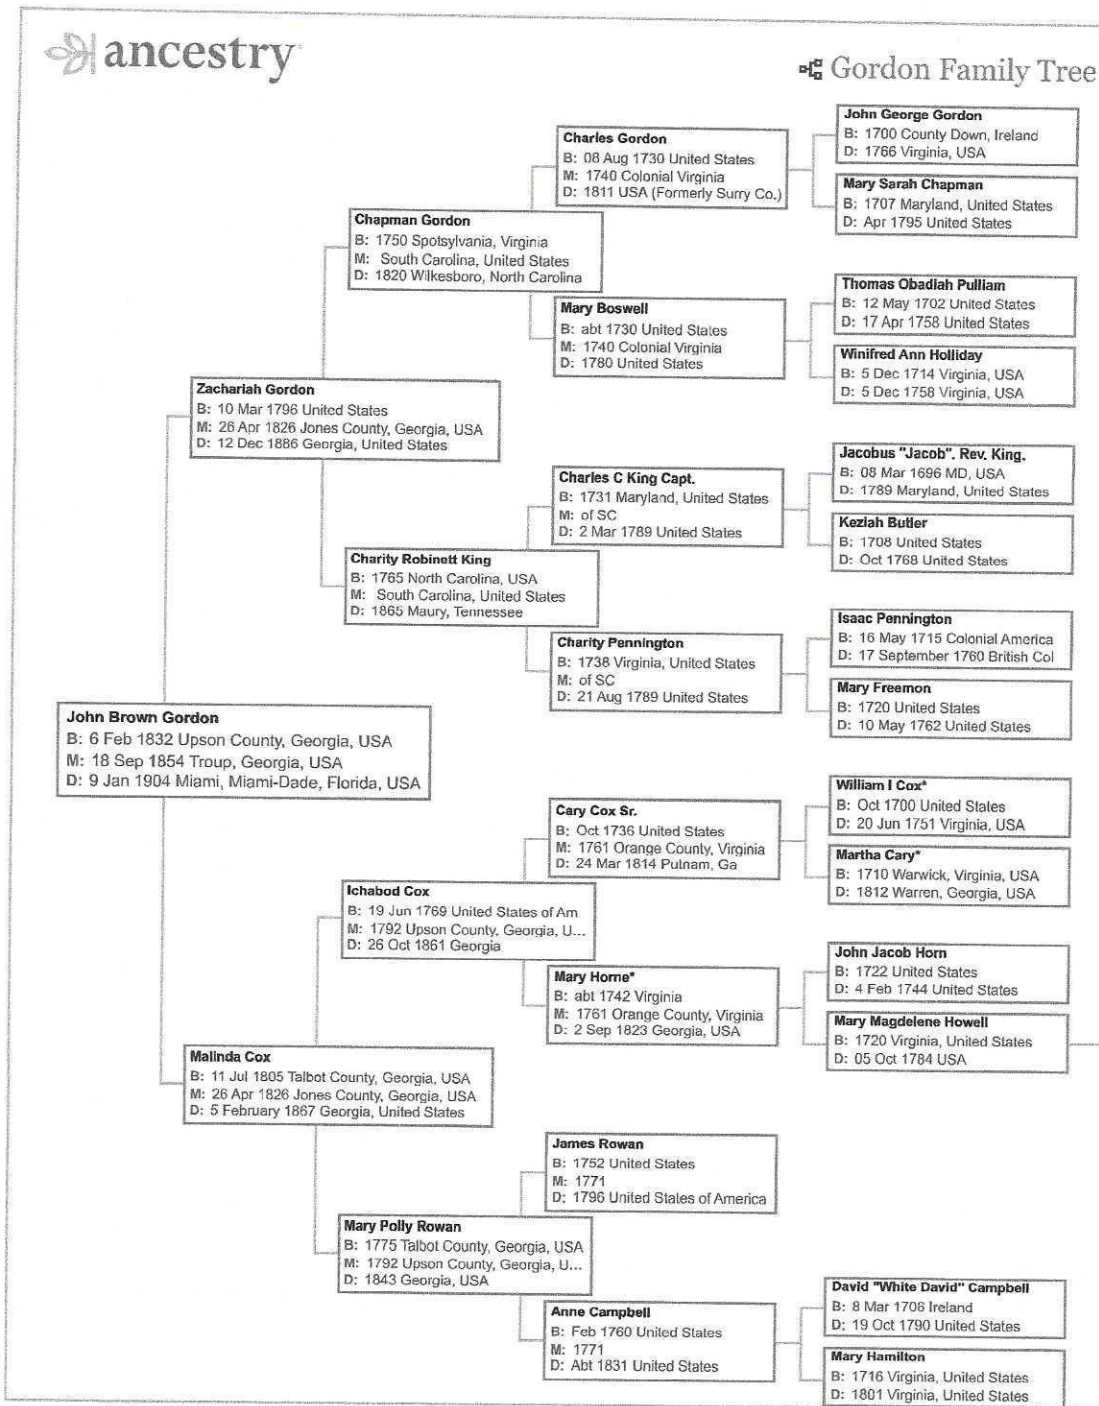 ancestry
Gordon Family Tree
John George Gordon
B: 1700 County Down, Ireland
D: 1766 Virginia, USA
Charles Gordon
B: 08 Aug 1730 United States
M: 1740 Colonial Virginia
D: 1811 USA (Formerly Surry Co.)
Mary Sarah Chapman
B: 1707 Maryland, United States
D: Apr 1795 United States
Chapman Gordon
B: 1750 Spotsylvania, Virginia
M: South Carolina, United States
D: 1820 Wilkesboro, North Carolina
Thomas Obadiah Pulliam
B: 12 May 1702 United States
D: 17 Apr 1758 United States
Mary Boswell
B: abt 1730 United States
M: 1740 Colonial Virginia
D: 1780 United States
Winifred Ann Holliday
B: 5 Dec 1714 Virginia, USA
D: 5 Dec 1758 Virginia, USA
Zachariah Gordon
B: 10 Mar 1796 United States
M: 26 Apr 1826 Jones County, Georgia, USA
D: 12 Dec 1886 Georgia, United States
Jacobus "Jacob". Rev. King.
B: 08 Mar 1696 MD, USA
D: 1789 Maryland, United States
Charles C King Capt.
B: 1731 Maryland, United States
M: of SC
D: 2 Mar 1789 United States
Keziah Butler
B: 1708 United States
D: Oct 1768 United States
Charity Robinett King
B: 1765 North Carolina, USA
M: South Carolina, United States
D: 1865 Maury, Tennessee
Isaac Pennington
B: 16 May 1715 Colonial America
D: 17 September 1760 British Col
Charity Pennington
B: 1738 Virginia, United States
M: of SC
D: 21 Aug 1789 United States
Mary Freemon
B: 1720 United States
D: 10 May 1762 United States
John Brown Gordon
B: 6 Feb 1832 Upson County, Georgia, USA
M: 18 Sep 1854 Troup, Georgia, USA
D: 9 Jan 1904 Miami, Miami-Dade, Florida, USA
William I Cox*
B: Oct 1700 United States
D: 20 Jun 1751 Virginia, USA
Cary Cox Sr.
B: Oct 1736 United States
M: 1761 Orange County, Virginia
D: 24 Mar 1814 Putnam, Ga
Martha Cary*
B: 1710 Warwick, Virginia, USA
D: 1812 Warren, Georgia, USA
Ichabod Cox
B: 19 Jun 1769 United States of Am
M: 1792 Upson County, Georgia, U...
D: 26 Oct 1861 Georgia
John Jacob Horn
B: 1722 United States
D: 4 Feb 1744 United States
Mary Horne*
B: abt 1742 Virginia
M: 1761 Orange County, Virginia
D: 2 Sep 1823 Georgia, USA
Mary Magdelene Howell
B: 1720 Virginia, United States
D: 05 Oct 1784 USA
Malinda Cox
B: 11 Jul 1805 Talbot County, Georgia, USA
M: 26 Apr 1826 Jones County, Georgia, USA
D: 5 February 1867 Georgia, United States
James Rowan
B: 1752 United States
M: 1771
D: 1796 United States of America
Mary Polly Rowan
B: 1775 Talbot County, Georgia, USA
M: 1792 Upson County, Georgia, U...
D: 1843 Georgia, USA
David "White David" Campbell
B: 8 Mar 1706 Ireland
D: 19 Oct 1790 United States
Anne Campbell
B: Feb 1760 United States
M: 1771
D: Abt 1831 United States
Mary Hamilton
B: 1716 Virginia, United States
D: 1801 Virginia, United States